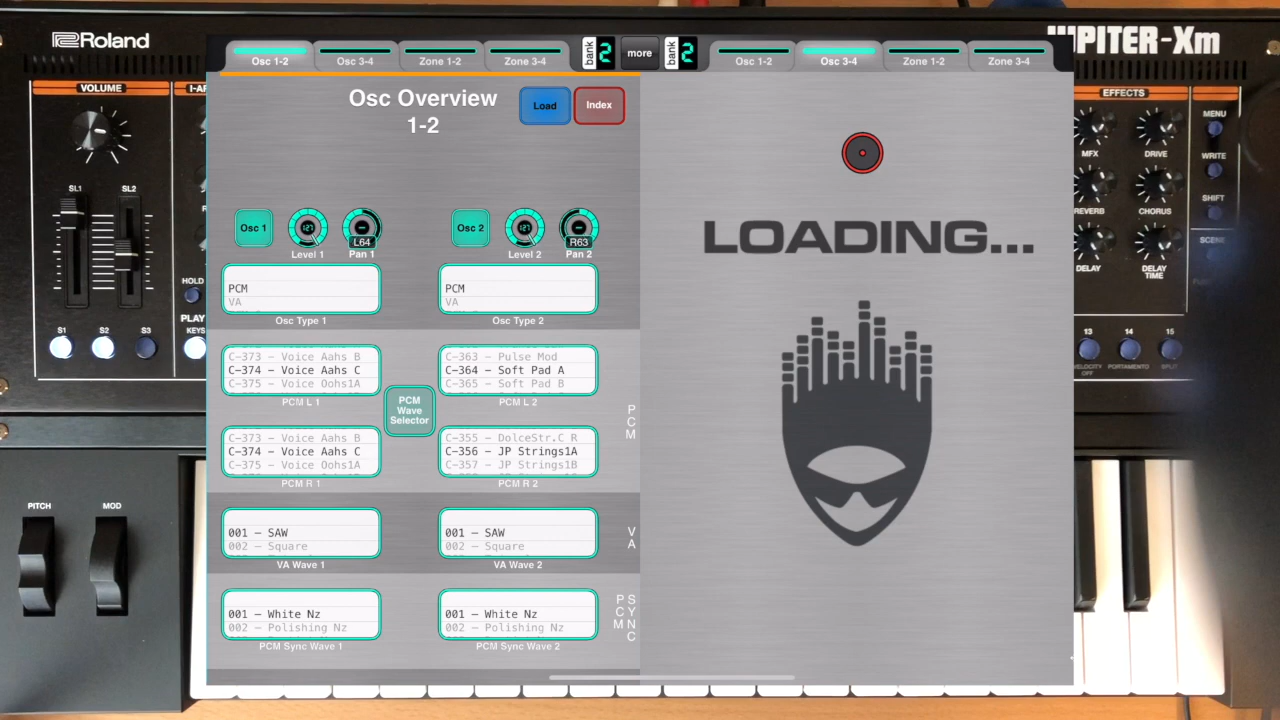 Roland
JUPITER-Xm
VOLUME
I-AR
SL1
SL2
HOLD
S1
S2
S3
PLAY
KEYS
PITCH
MOD
Osc 1-2
Osc 3-4
Zone 1-2
Zone 3-4
bank
2
more
bank
2
Osc 1-2
Osc 3-4
Zone 1-2
Zone 3-4
Osc Overview
1-2
Load
Index
Osc 1
127
Level 1
L64
Pan 1
Osc 2
127
Level 2
R63
Pan 2
PCM
VA
Osc Type 1
PCM
VA
Osc Type 2
C-373 – Voice Aahs B
C-374 – Voice Aahs C
C-375 – Voice Oohs1A
PCM L 1
C-363 – Pulse Mod
C-364 – Soft Pad A
C-365 – Soft Pad B
PCM L 2
PCM
Wave
Selector
C-373 – Voice Aahs B
C-374 – Voice Aahs C
C-375 – Voice Oohs1A
PCM R 1
C-355 – DolceStr.C R
C-356 – JP Strings1A
C-357 – JP Strings1B
PCM R 2
PCM
001 – SAW
002 – Square
VA Wave 1
001 – SAW
002 – Square
VA Wave 2
VA
001 – White Nz
002 – Polishing Nz
PCM Sync Wave 1
001 – White Nz
002 – Polishing Nz
PCM Sync Wave 2
PCM
SYNC
LOADING...
EFFECTS
MFX
DRIVE
REVERB
CHORUS
DELAY
DELAY
TIME
MENU
WRITE
SHIFT
SCENE
13
14
15
VELOCITY
OFF
PORTAMENTO
SPLIT